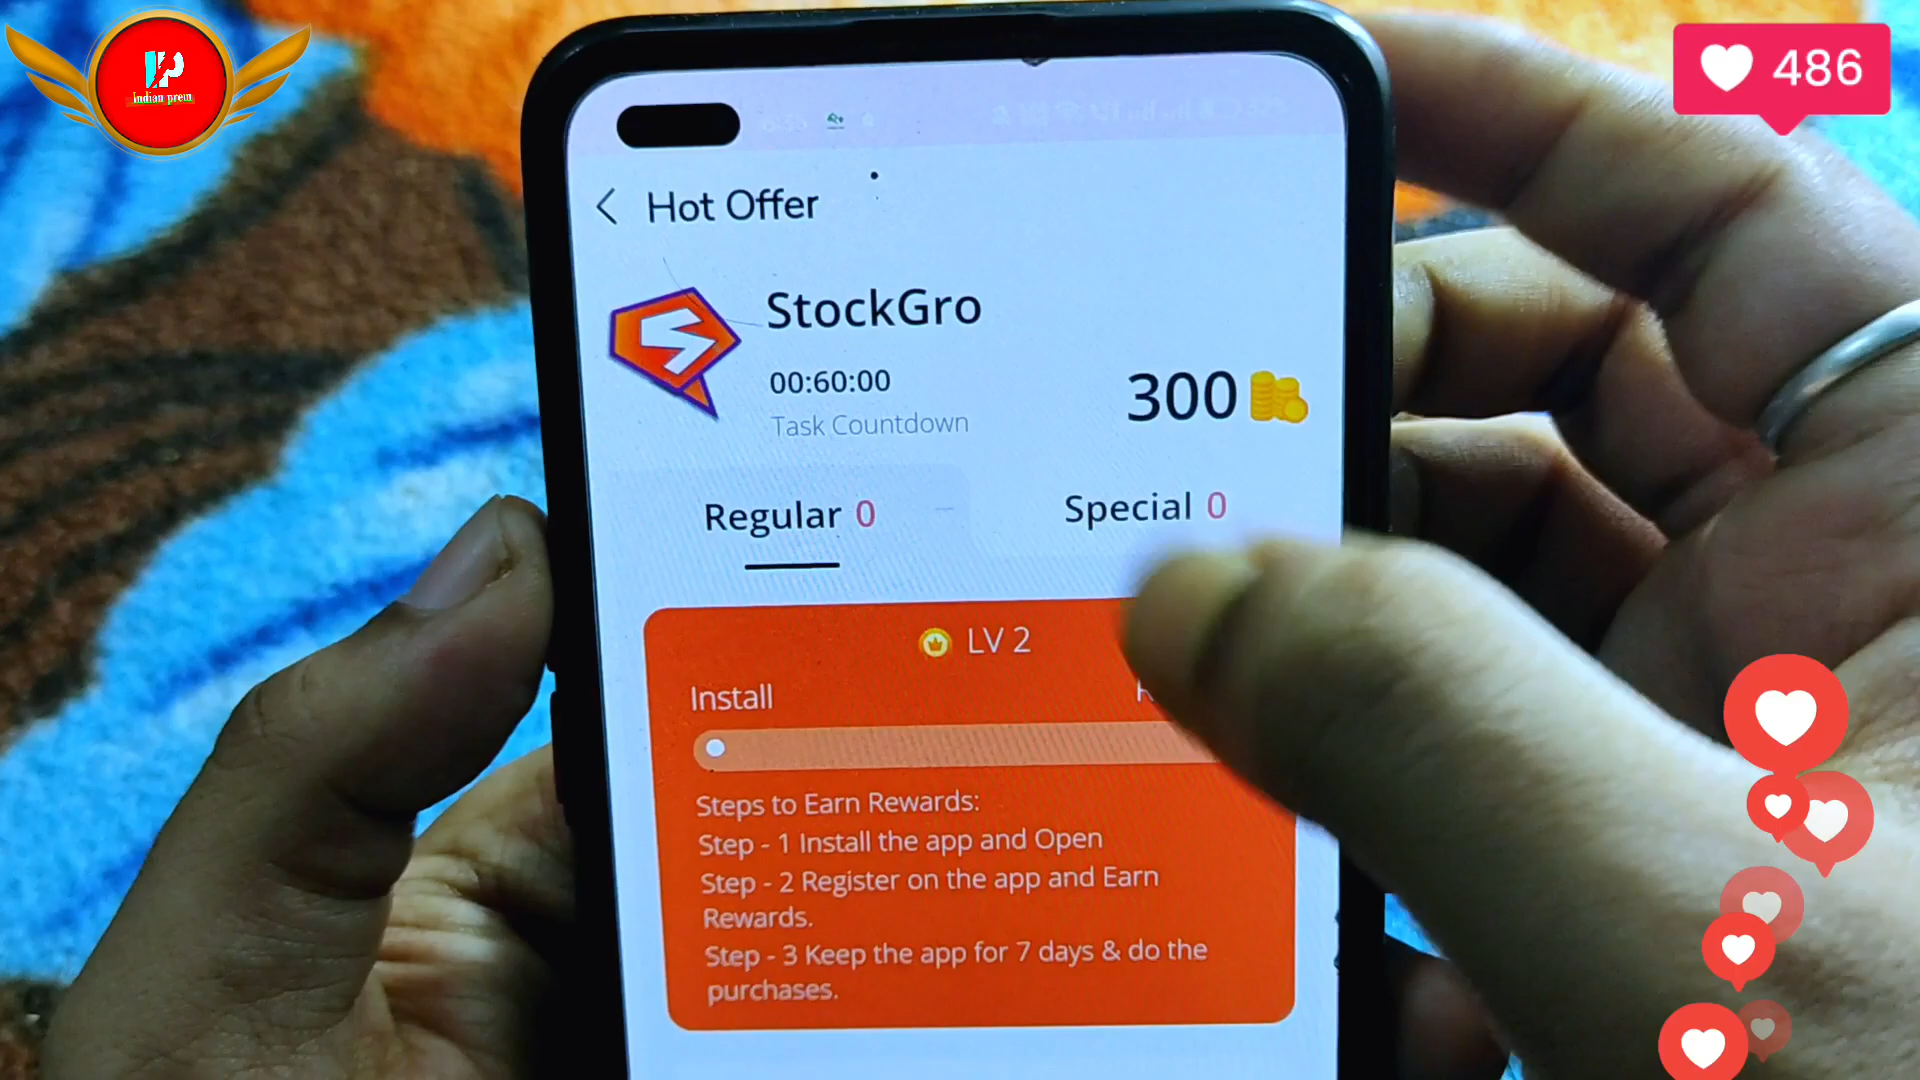 IP
Indian prem
486
Hot Offer
StockGro
00:60:00
Task Countdown
300
Regular 0
Special 0
LV 2
Install
Steps to Earn Rewards:
Step - 1 Install the app and Open
Step - 2 Register on the app and Earn
Rewards.
Step - 3 Keep the app for 7 days & do the
purchases.